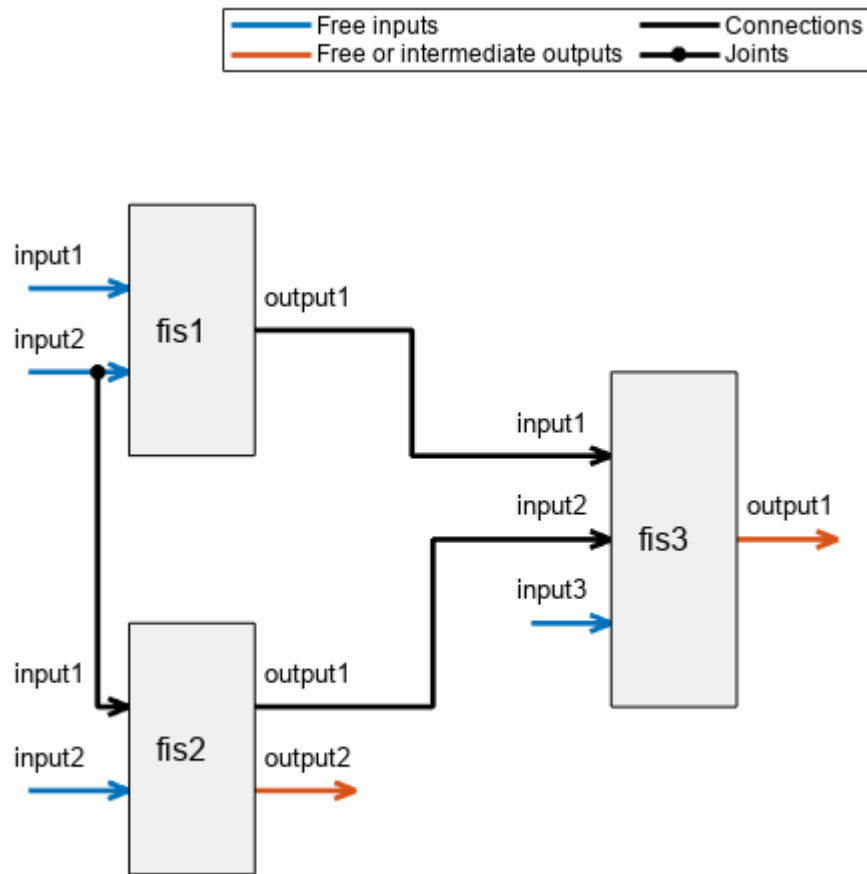 Free inputs
Connections
Free or intermediate outputs
Joints
input1
output1
input2
fis1
input1
input2
output1
fis3
input3
input1
output1
input2
fis2
output2